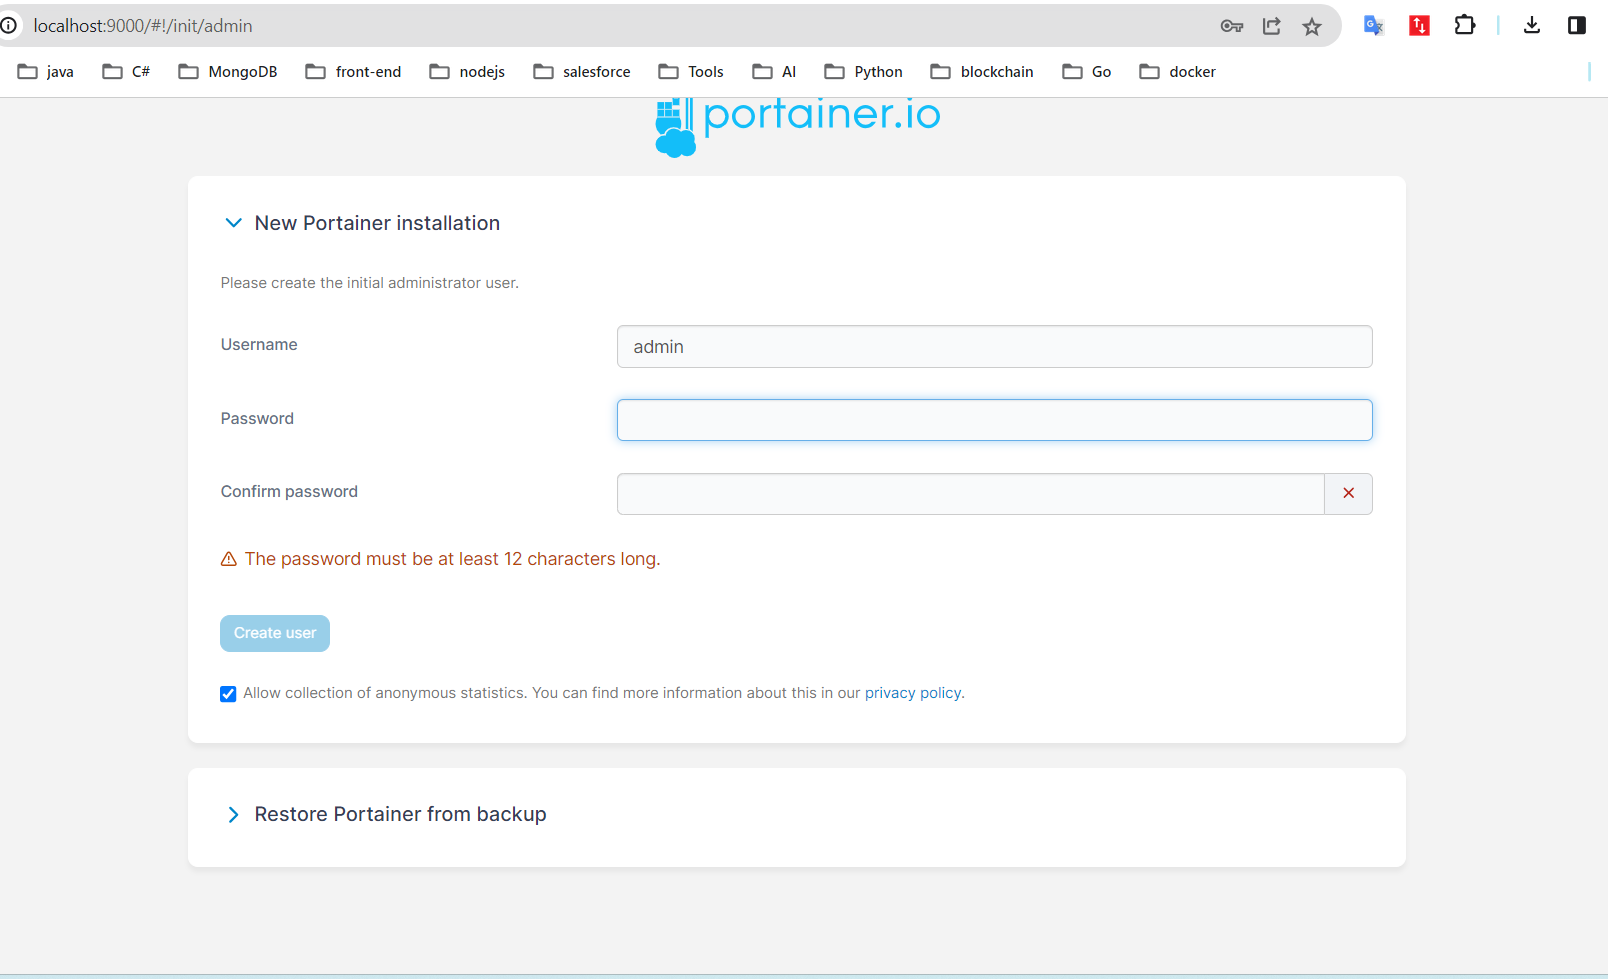 localhost:9000/#!/init/admin
java C# MongoDB front-end nodejs salesforce Tools AI Python blockchain Go docker
portainer.io
New Portainer installation
Please create the initial administrator user.
Username admin
Password
Confirm password
The password must be at least 12 characters long.
Create user
Allow collection of anonymous statistics. You can find more information about this in our privacy policy.
Restore Portainer from backup